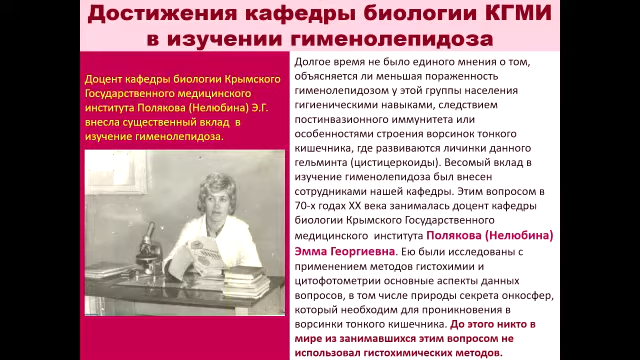 Достижения кафедры биологии КГМИ
в изучении гименолепидоза
Доцент кафедры биологии Крымского
Государственного медицинского
института Полякова (Нелюбина) Э.Г.
внесла существенный вклад в
изучение гименолепидоза.
Долгое время не было единого мнения о том,
объясняется ли меньшая пораженность
гименолепидозом у этой группы населения
гигиеническими навыками, следствием
постинвазионного иммунитета или
особенностями строения ворсинок тонкого
кишечника, где развиваются личинки данного
гельминта (цистицеркоиды). Весомый вклад в
изучение гименолепидоза был внесен
сотрудниками нашей кафедры. Этим вопросом в
70-х годах ХХ века занималась доцент кафедры
биологии Крымского Государственного
медицинского института Полякова (Нелюбина)
Эмма Георгиевна. Ею были исследованы с
применением методов гистохимии и
цитофотометрии основные аспекты данных
вопросов, в том числе природы секрета онкосфер,
который необходим для проникновения в
ворсинки тонкого кишечника. До этого никто в
мире из занимавшихся этим вопросом не
использовал гистохимических методов.